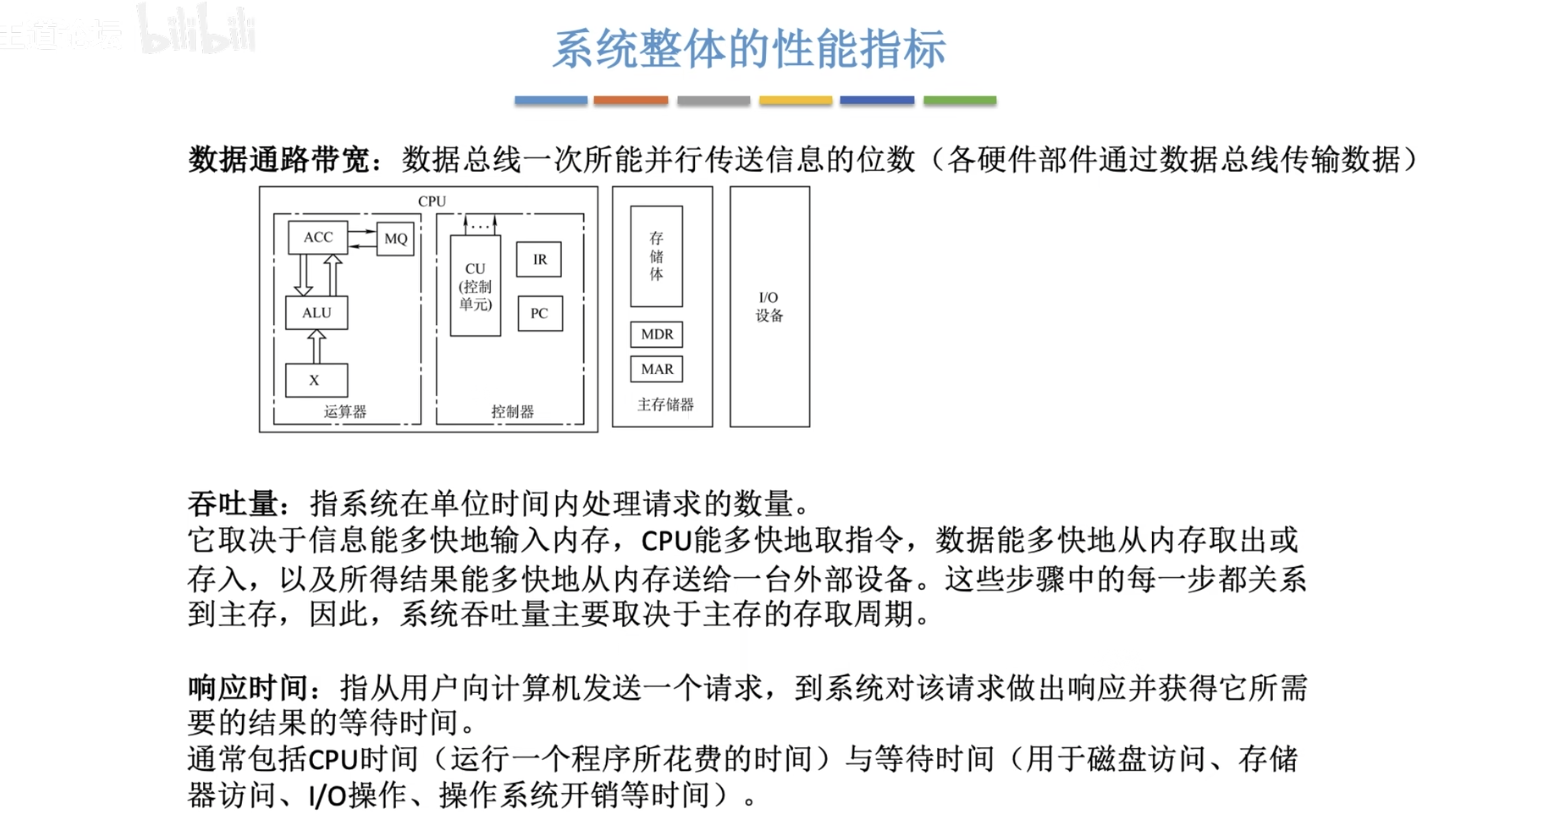 bilibili
系统整体的性能指标
数据通路带宽：数据总线一次所能并行传送信息的位数（各硬件部件通过数据总线传输数据）
CPU
ACC
MQ
ALU
X
运算器
CU
(控制
单元)
IR
PC
控制器
存
储
体
MDR
MAR
主存储器
I/O
设备
吞吐量：指系统在单位时间内处理请求的数量。
它取决于信息能多快地输入内存，CPU能多快地取指令，数据能多快地从内存取出或
存入，以及所得结果能多快地从内存送给一台外部设备。这些步骤中的每一步都关系
到主存，因此，系统吞吐量主要取决于主存的存取周期。
响应时间：指从用户向计算机发送一个请求，到系统对该请求做出响应并获得它所需
要的结果的等待时间。
通常包括CPU时间（运行一个程序所花费的时间）与等待时间（用于磁盘访问、存储
器访问、I/O操作、操作系统开销等时间）。